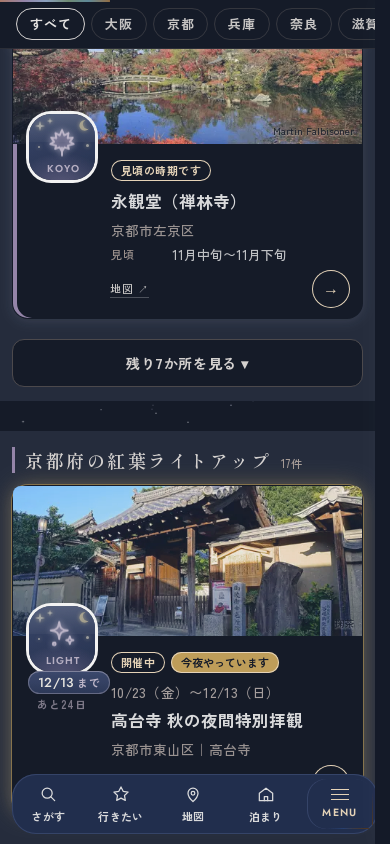 すべて
大阪
京都
兵庫
奈良
滋賀
Martin Falbisoner
KOYO
見頃の時期です
永観堂（禅林寺）
京都市左京区
見頃 11月中旬〜11月下旬
地図 ↗
→
残り7か所を見る ▾
京都府の紅葉ライトアップ 17件
LIGHT
開催中 今夜やっています
12/13 まで
10/23（金）〜12/13（日）
あと24日
高台寺 秋の夜間特別拝観
京都市東山区｜高台寺
さがす
行きたい
地図
泊まり
MENU